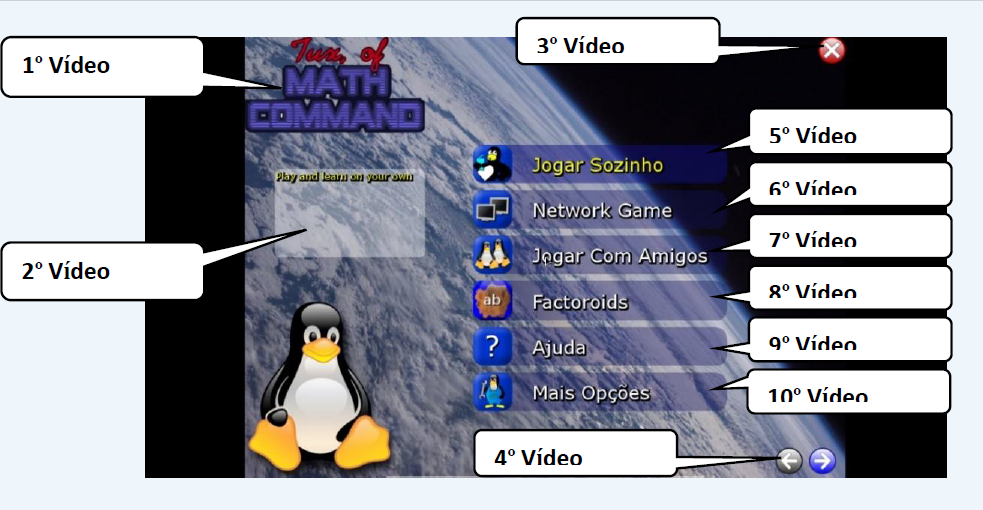 3º Vídeo
1º Vídeo
Tux, of
MATH
COMMAND
5º Vídeo
Jogar Sozinho
Play and learn on your own
6º Vídeo
Network Game
7º Vídeo
Jogar Com Amigos
2º Vídeo
8º Vídeo
ab
Factoroids
9º Vídeo
?
Ajuda
10º Vídeo
Mais Opções
4º Vídeo